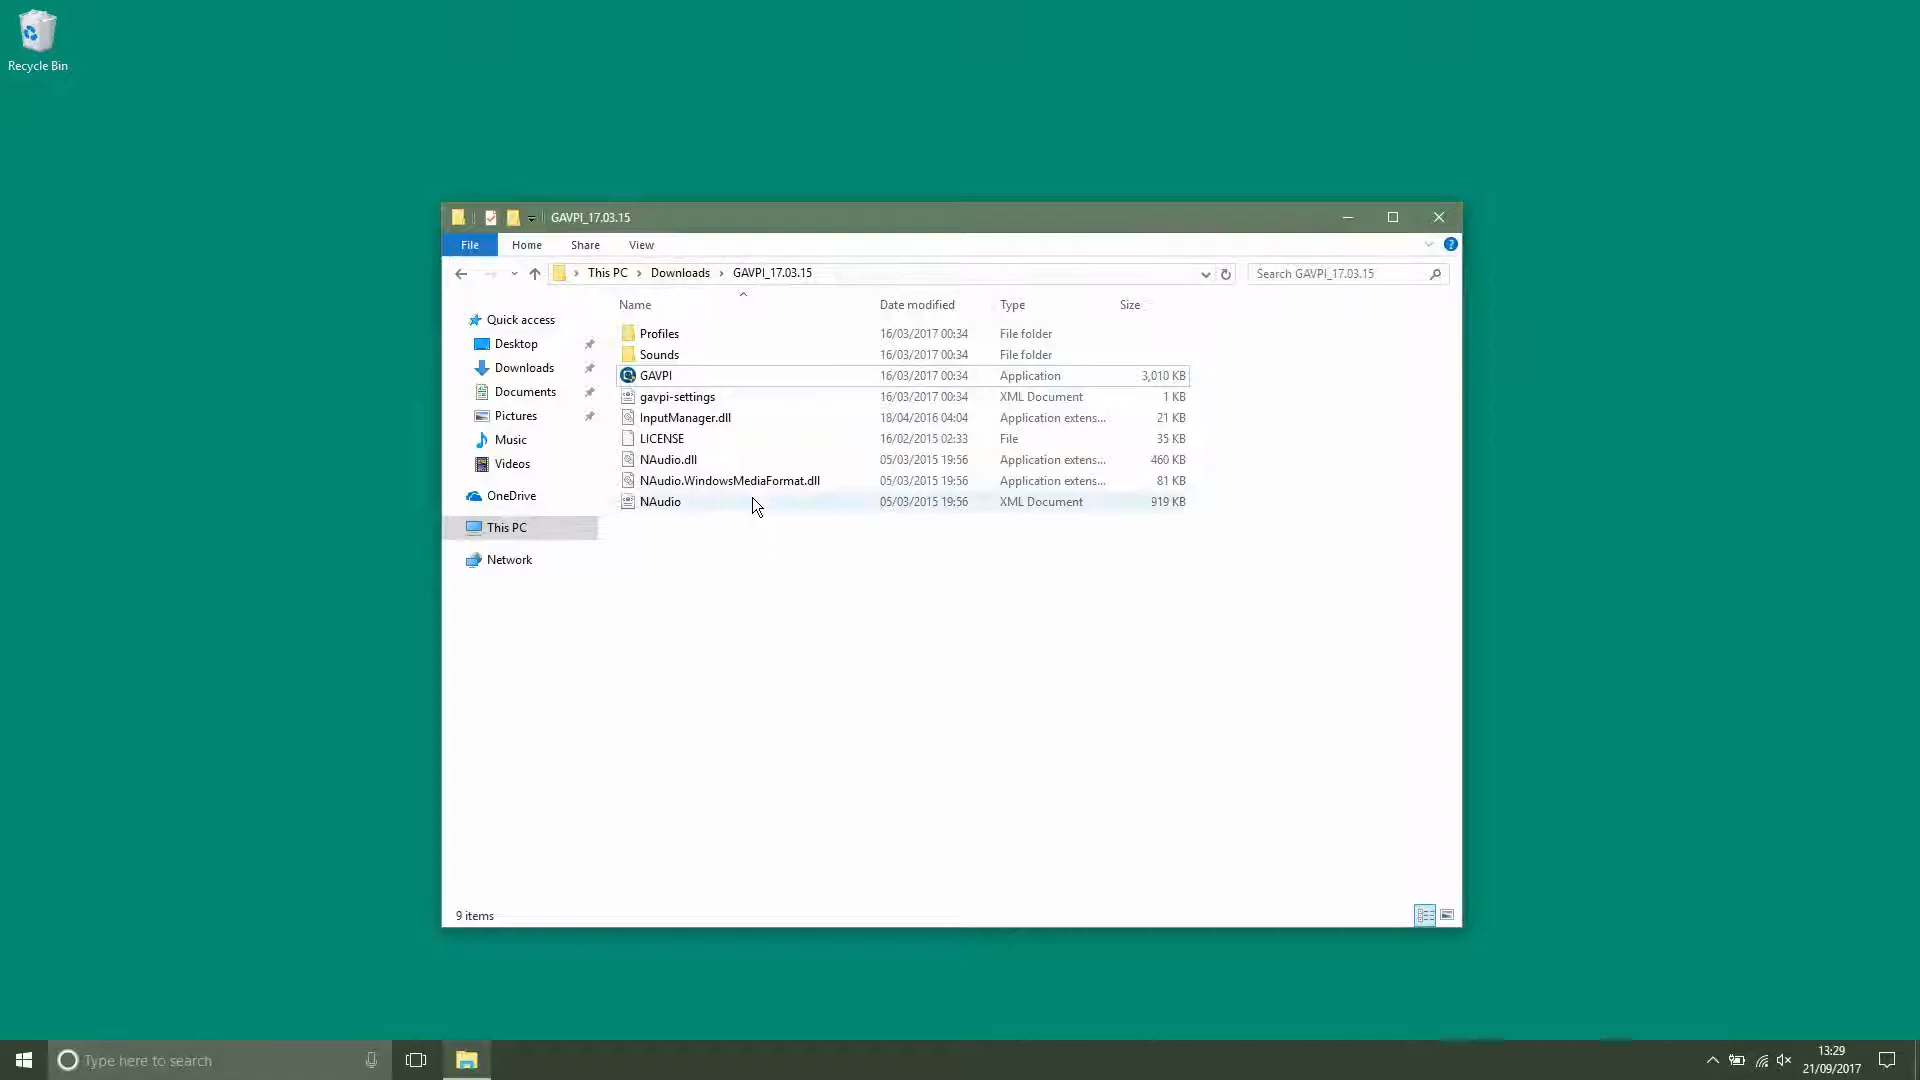 Recycle Bin
GAVPI_17.03.15
File Home Share View
This PC Downloads GAVPI_17.03.15
Search GAVPI_17.03.15
Name Date modified Type Size
Quick access
Desktop
Downloads
Documents
Pictures
Music
Videos
OneDrive
This PC
Network
Profiles 16/03/2017 00:34 File folder
Sounds 16/03/2017 00:34 File folder
GAVPI 16/03/2017 00:34 Application 3,010 KB
gavpi-settings 16/03/2017 00:34 XML Document 1 KB
InputManager.dll 18/04/2016 04:04 Application extens... 21 KB
LICENSE 16/02/2015 02:33 File 35 KB
NAudio.dll 05/03/2015 19:56 Application extens... 460 KB
NAudio.WindowsMediaFormat.dll 05/03/2015 19:56 Application extens... 81 KB
NAudio 05/03/2015 19:56 XML Document 919 KB
9 items
Type here to search
13:29
21/09/2017